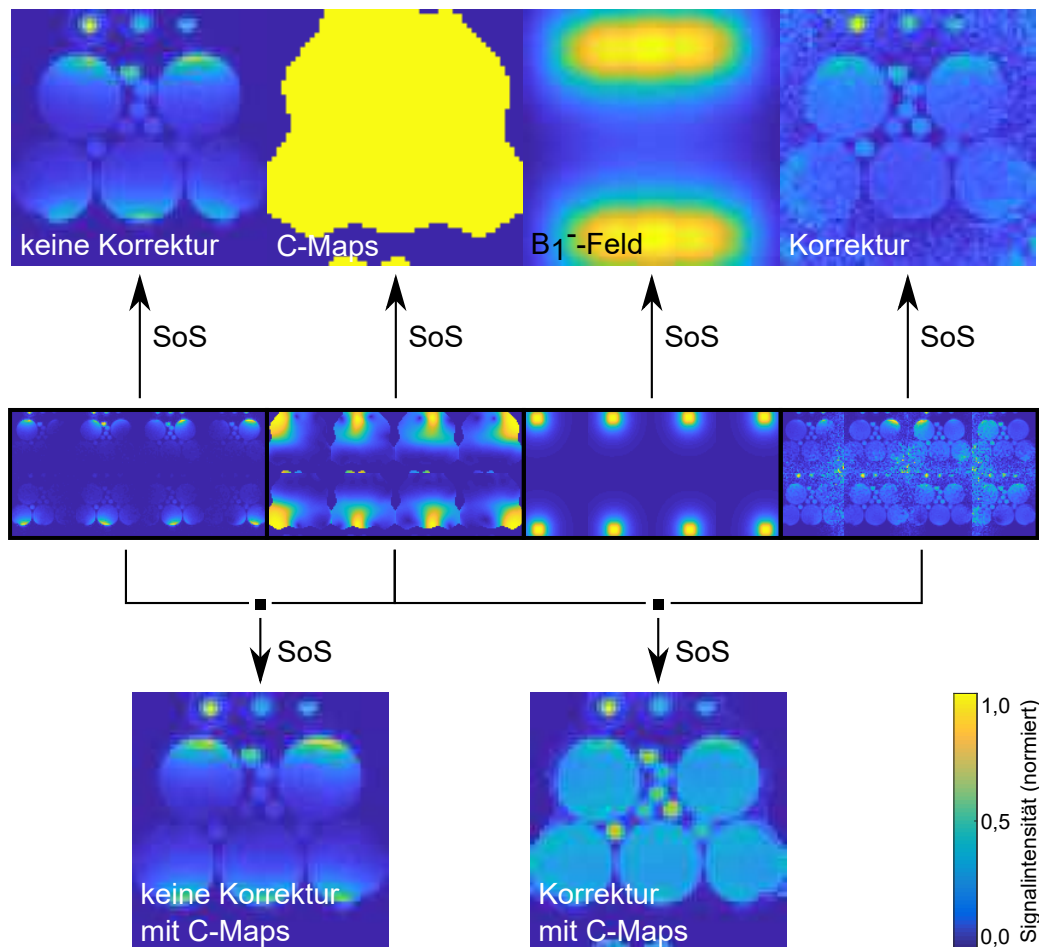 keine Korrektur
C-Maps
B1−-Feld
Korrektur
SoS
SoS
SoS
SoS
SoS
SoS
keine Korrektur
mit C-Maps
Korrektur
mit C-Maps
1,0
0,5
0,0
Signalintensität (normiert)